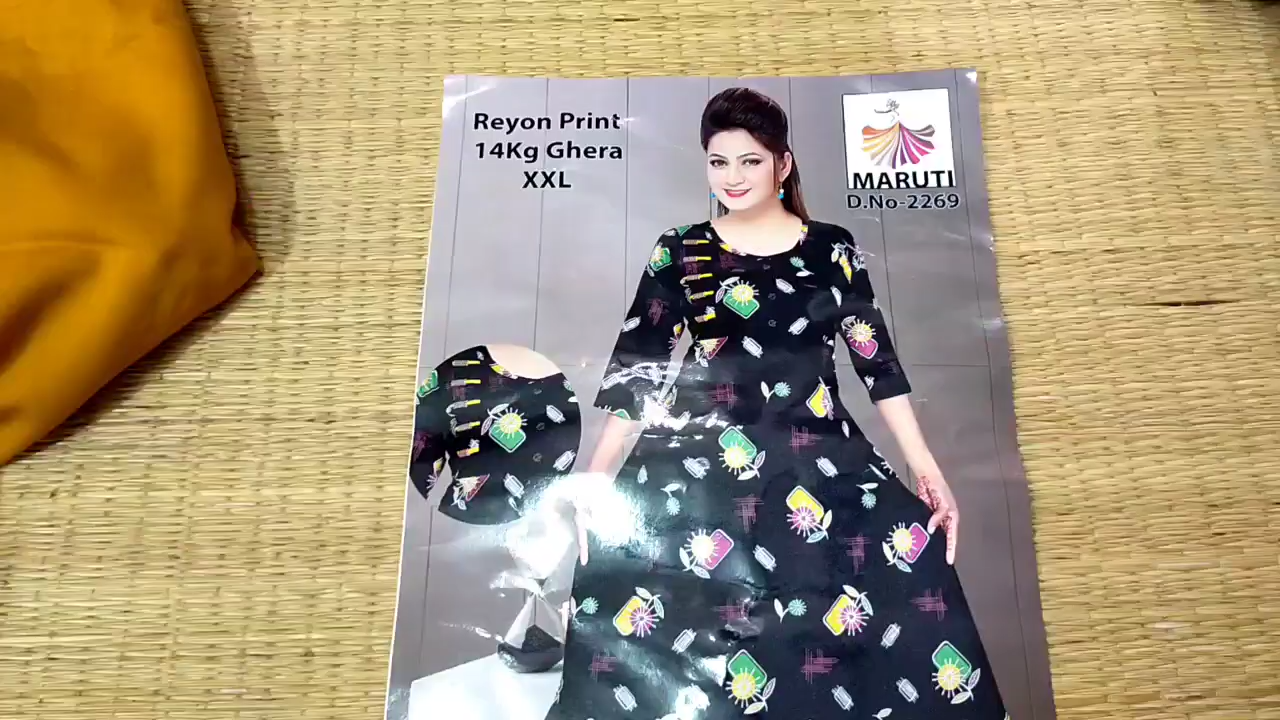 Reyon Print
14Kg Ghera
XXL
MARUTI
D.No-2269